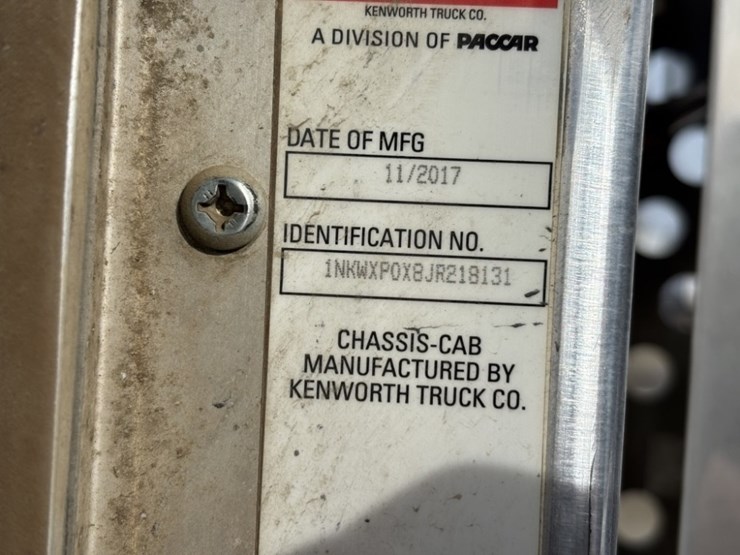 KENWORTH TRUCK CO.
A DIVISION OF PACCAR
DATE OF MFG
11/2017
IDENTIFICATION NO.
1NKWXP0X8JR218131
CHASSIS-CAB
MANUFACTURED BY
KENWORTH TRUCK CO.